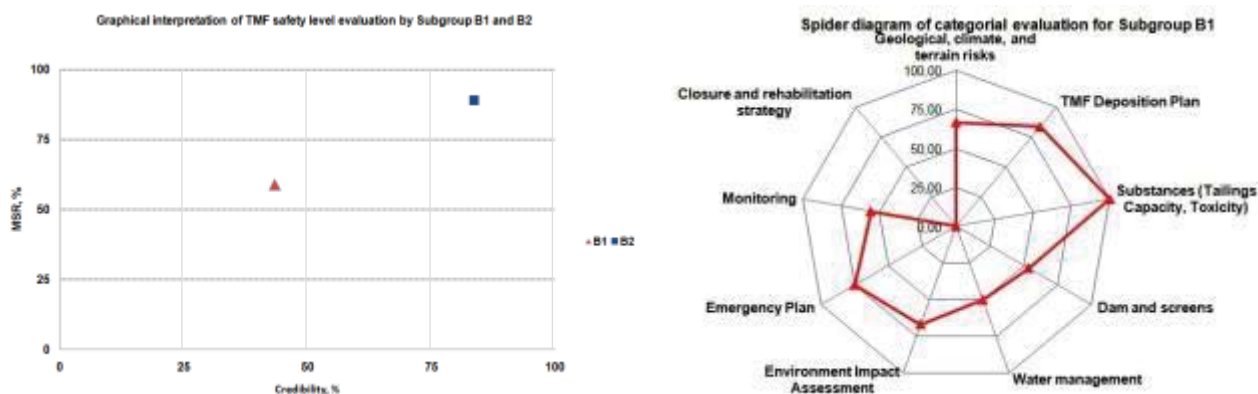 Graphical interpretation of TMF safety level evaluation by Subgroup B1 and B2
100
75
50
25
0
MSR, %
0 25 50 75 100
Credibility, %
B1 B2
Spider diagram of categorial evaluation for Subgroup B1
Geological, climate, and
terrain risks
100,00
75,00
50,00
25,00
0,00
TMF Deposition Plan
Substances (Tailings
Capacity, Toxicity)
Dam and screens
Water management
Environment Impact
Assessment
Emergency Plan
Monitoring
Closure and rehabilitation
strategy